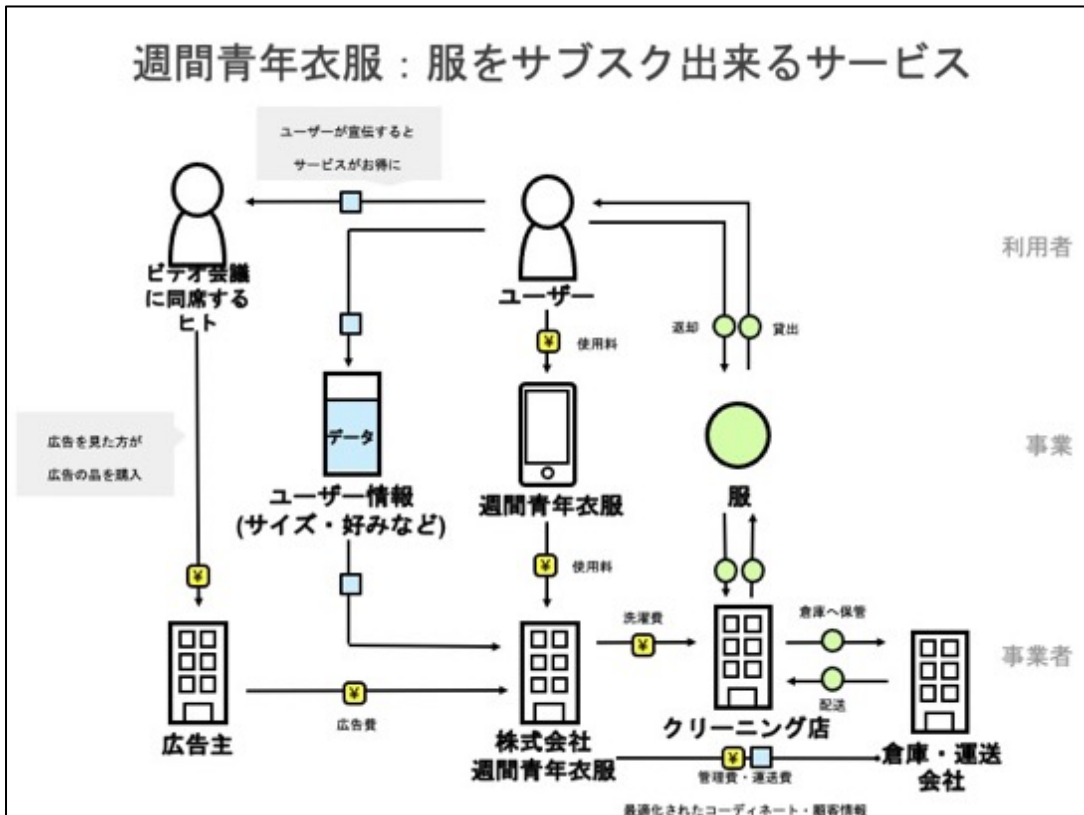 週間青年衣服：服をサブスク出来るサービス
ユーザーが宣伝すると
サービスがお得に
利用者
ビデオ会議
に同席する
ヒト
ユーザー
返却
貸出
¥
使用料
広告を見た方が
広告の品を購入
データ
事業
ユーザー情報
(サイズ・好みなど)
週間青年衣服
服
¥
¥
使用料
洗濯費
¥
倉庫へ保管
事業者
配送
¥
広告費
広告主
株式会社
週間青年衣服
クリーニング店
倉庫・運送
会社
¥
管理費・運送費
最適化されたコーディネート・顧客情報